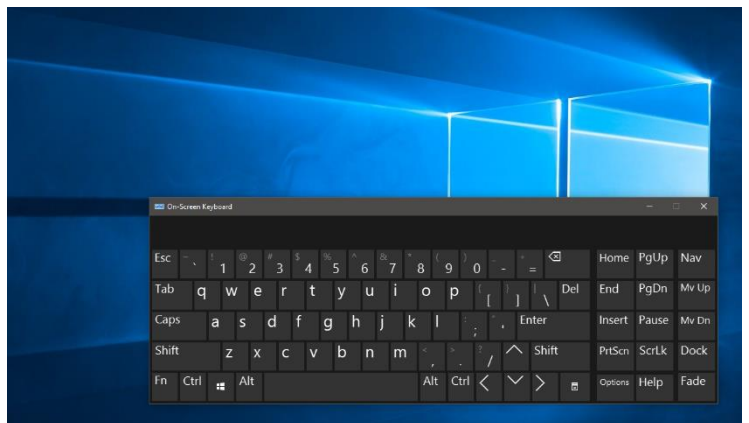 On-Screen Keyboard
Esc ~ ` ! 1 @ 2 # 3 $ 4 % 5 ^ 6 & 7 * 8 ( 9 ) 0 _ - + = Home PgUp Nav
Tab q w e r t y u i o p { [ } ] | \ Del End PgDn Mv Up
Caps a s d f g h j k l : ; " ' Enter Insert Pause Mv Dn
Shift z x c v b n m < , > . ? / Shift PrtScn ScrLk Dock
Fn Ctrl Alt Alt Ctrl Options Help Fade